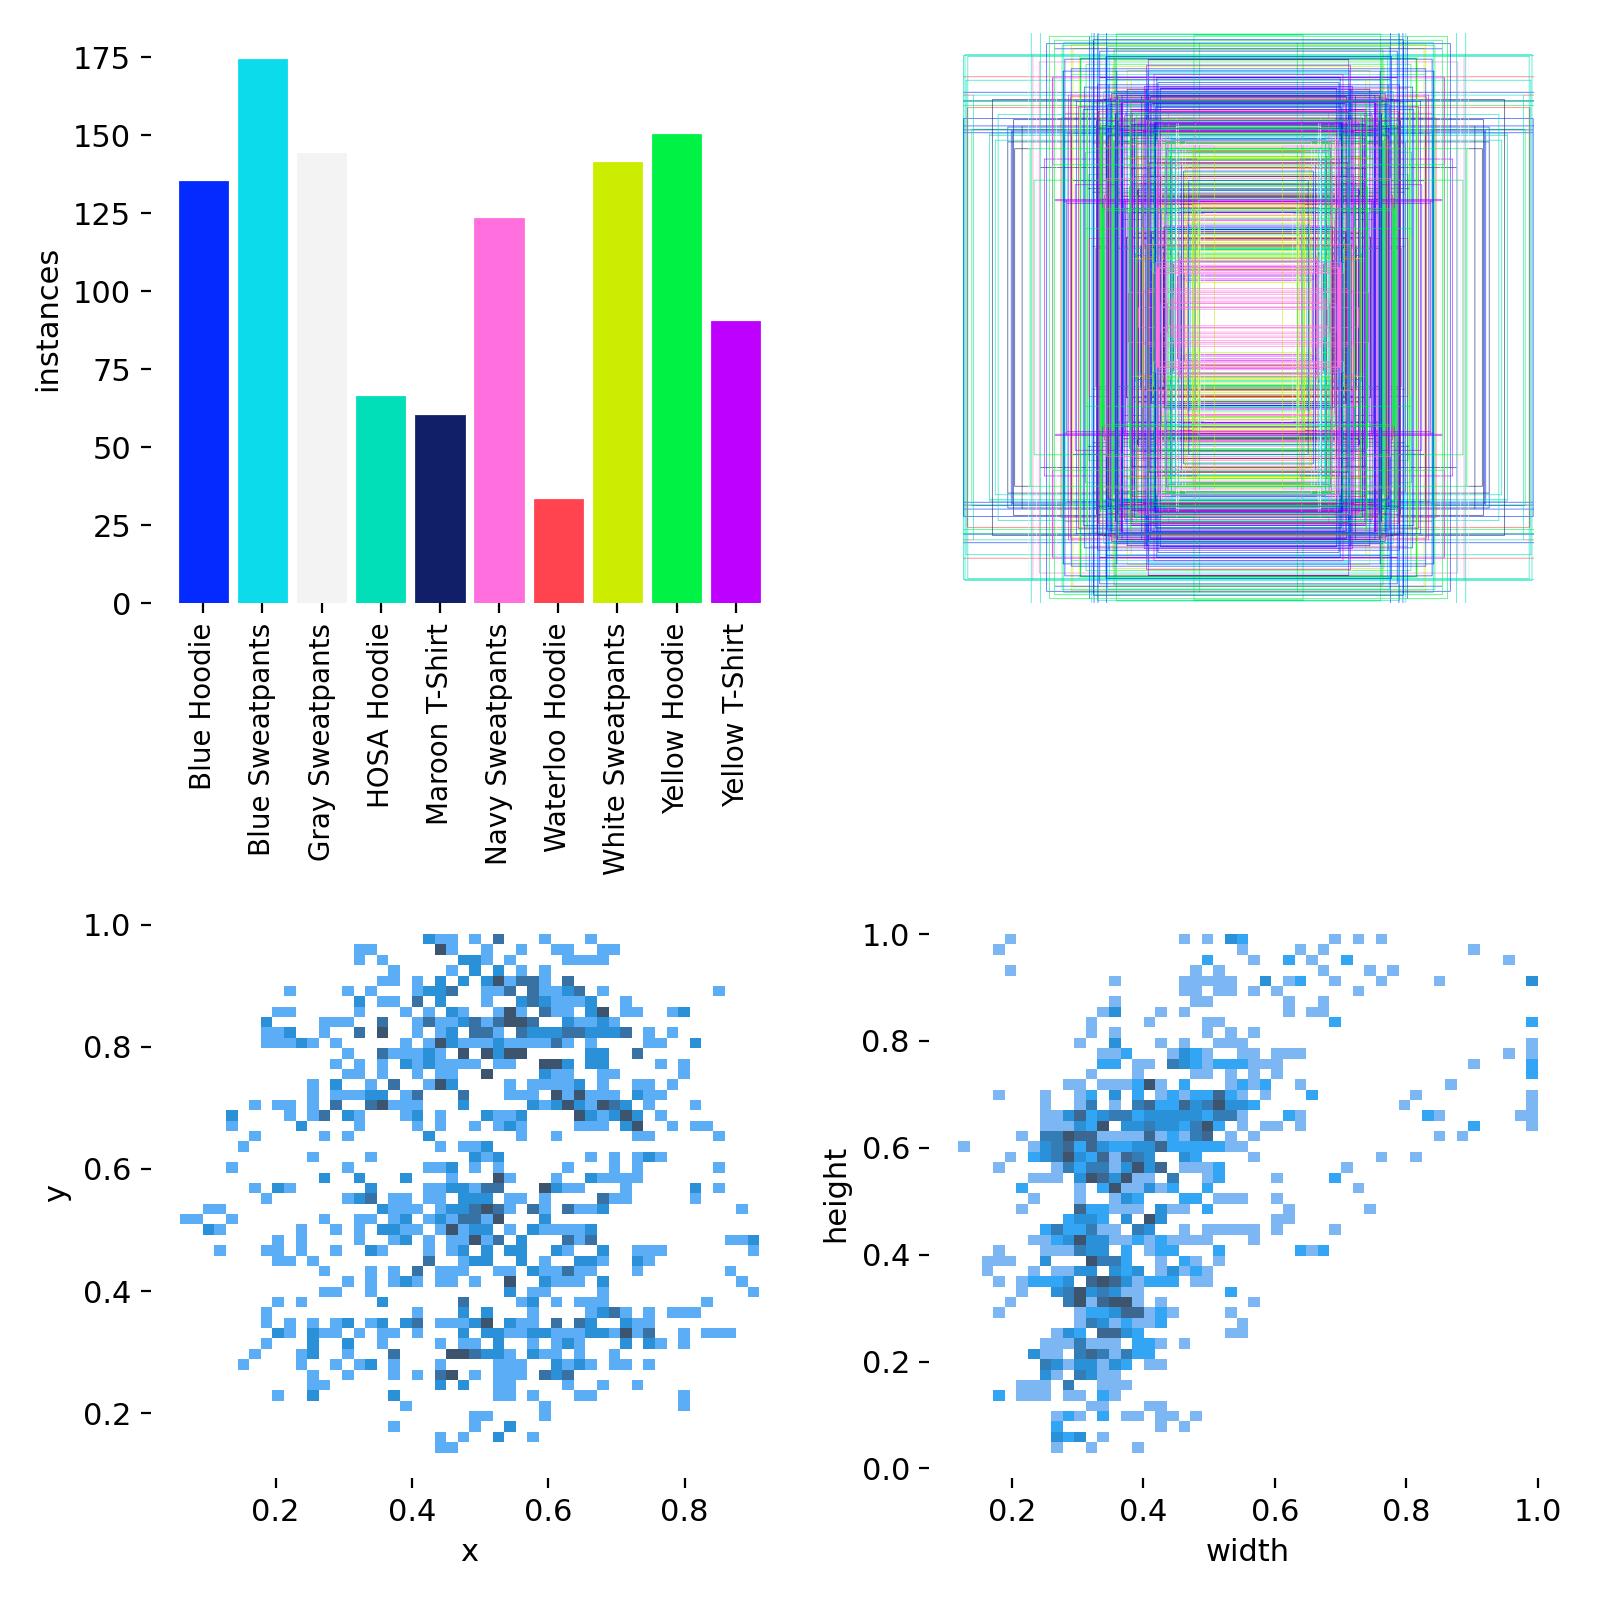 175
150
125
100
75
50
25
0
instances
Blue Hoodie
Blue Sweatpants
Gray Sweatpants
HOSA Hoodie
Maroon T-Shirt
Navy Sweatpants
Waterloo Hoodie
White Sweatpants
Yellow Hoodie
Yellow T-Shirt
1.0
0.8
0.6
0.4
0.2
y
0.2 0.4 0.6 0.8
x
1.0
0.8
0.6
0.4
0.2
0.0
height
0.2 0.4 0.6 0.8 1.0
width